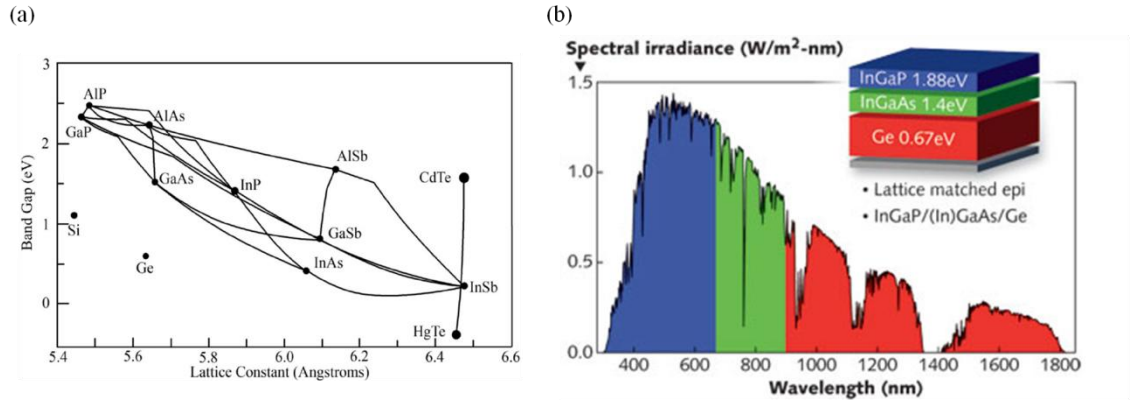 (a)
Band Gap (eV)
3
2
1
0
AlP
GaP
AlAs
GaAs
InP
AlSb
CdTe
Si
Ge
GaSb
InAs
InSb
HgTe
5.4 5.6 5.8 6.0 6.2 6.4 6.6
Lattice Constant (Angstroms)
(b)
Spectral irradiance (W/m²-nm)
1.5
1.0
0.5
0.0
InGaP 1.88eV
InGaAs 1.4eV
Ge 0.67eV
• Lattice matched epi
• InGaP/(In)GaAs/Ge
400 600 800 1000 1200 1400 1600 1800
Wavelength (nm)